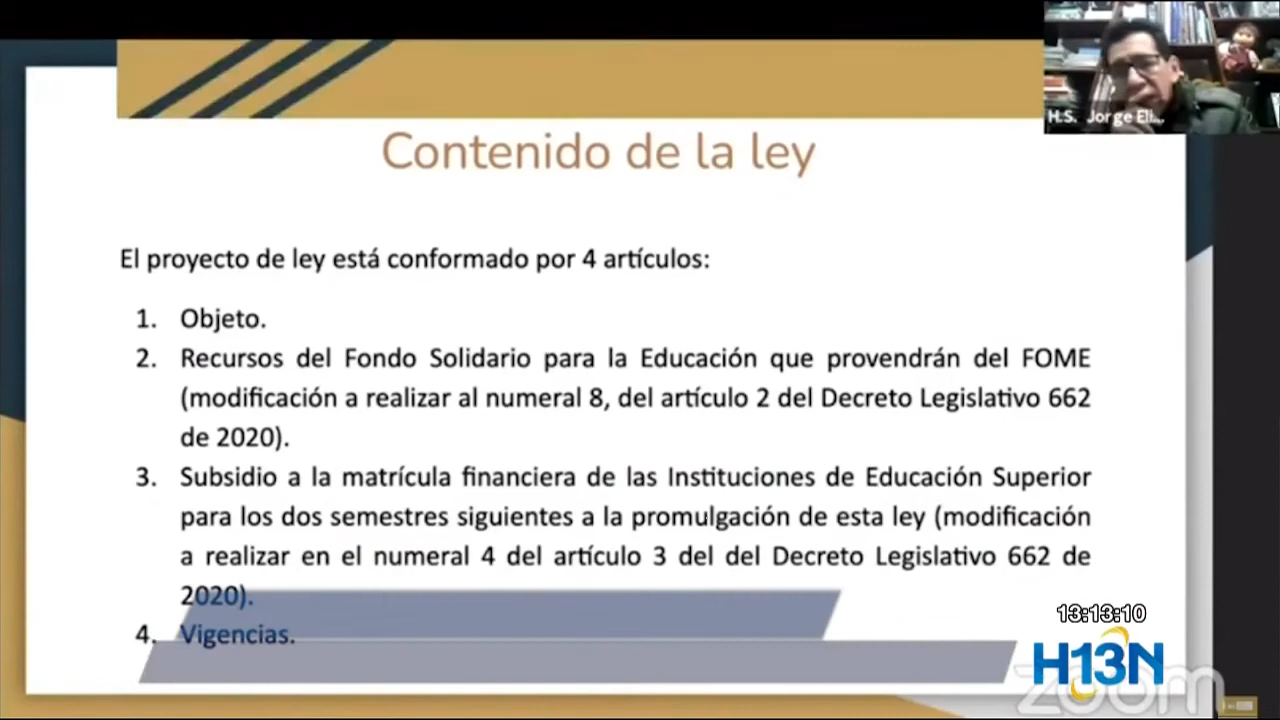 H.S. Jorge Eli...
Contenido de la ley
El proyecto de ley está conformado por 4 artículos:
1. Objeto.
2. Recursos del Fondo Solidario para la Educación que provendrán del FOME
(modificación a realizar al numeral 8, del artículo 2 del Decreto Legislativo 662
de 2020).
3. Subsidio a la matrícula financiera de las Instituciones de Educación Superior
para los dos semestres siguientes a la promulgación de esta ley (modificación
a realizar en el numeral 4 del artículo 3 del del Decreto Legislativo 662 de
2020).
4. Vigencias.
13:13:10
H13N
zoom